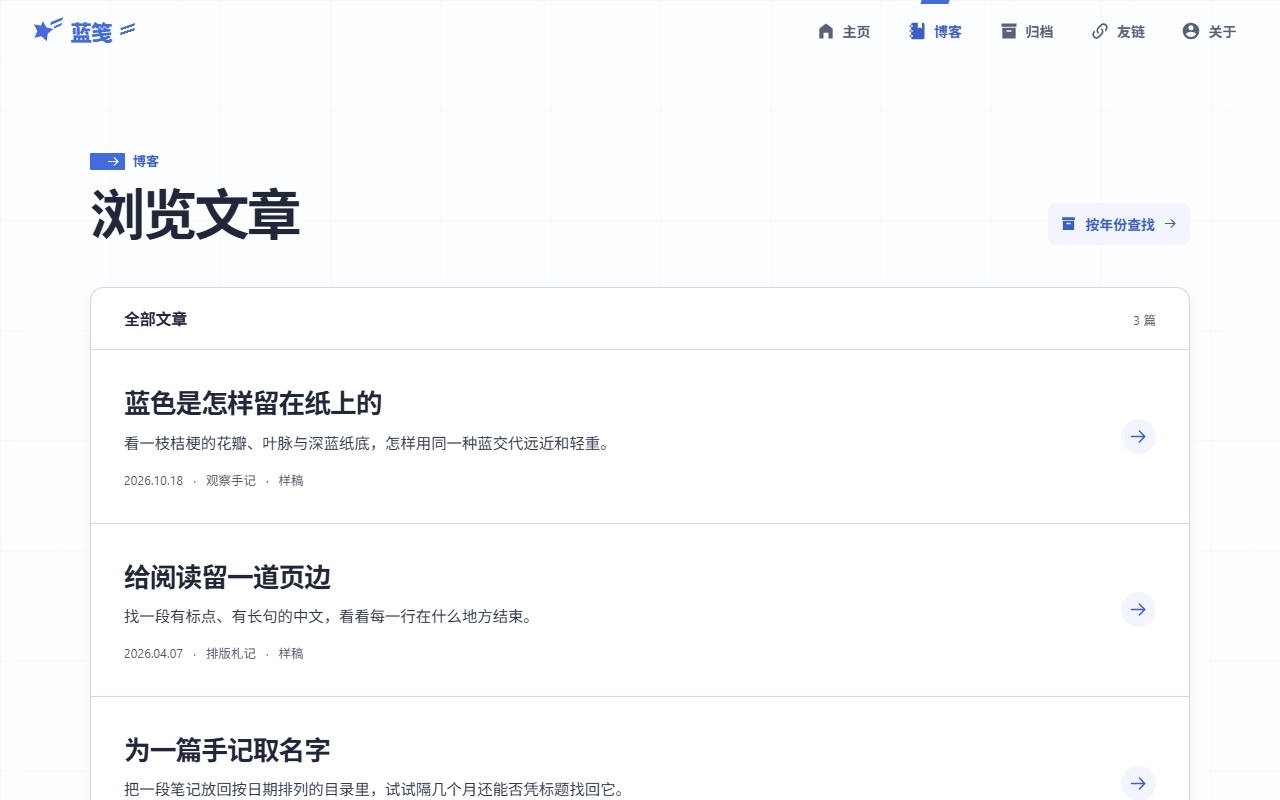 蓝笺
主页
博客
归档
友链
关于
博客
浏览文章
按年份查找
全部文章
3 篇
蓝色是怎样留在纸上的
看一枝桔梗的花瓣、叶脉与深蓝纸底，怎样用同一种蓝交代远近和轻重。
2026.10.18 · 观察手记 · 样稿
给阅读留一道页边
找一段有标点、有长句的中文，看看每一行在什么地方结束。
2026.04.07 · 排版札记 · 样稿
为一篇手记取名字
把一段笔记放回按日期排列的目录里，试试隔几个月还能否凭标题找回它。